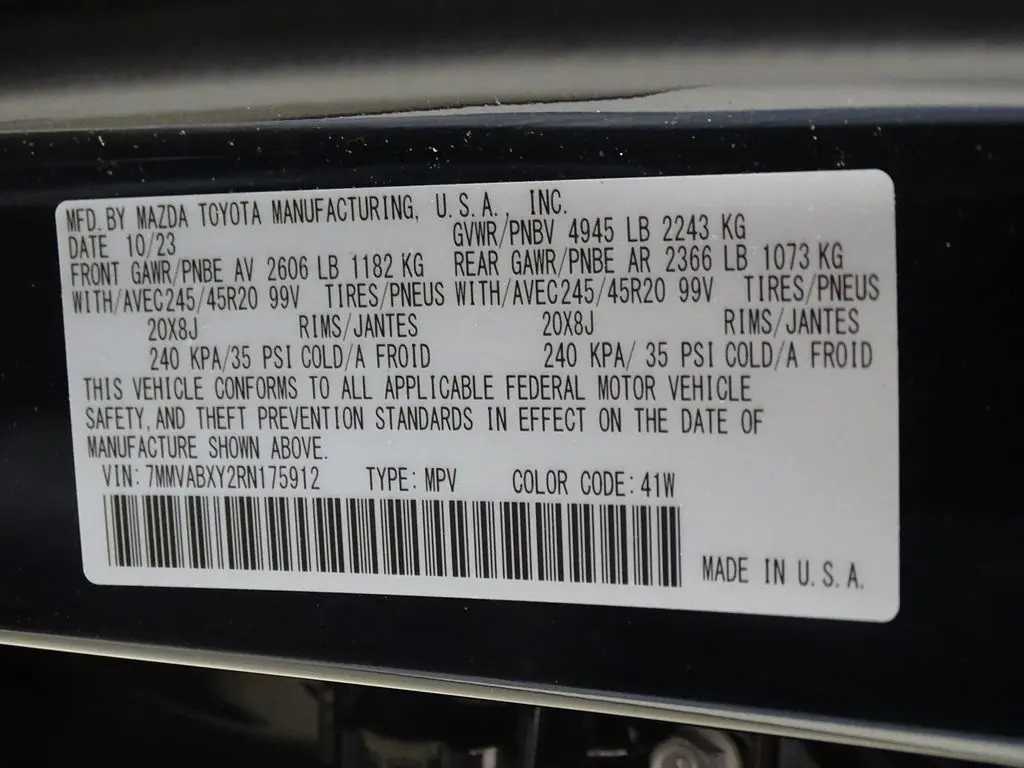 MFD. BY MAZDA TOYOTA MANUFACTURING, U.S.A., INC.
DATE 10/23 GVWR/PNBV 4945 LB 2243 KG
FRONT GAWR/PNBE AV 2606 LB 1182 KG REAR GAWR/PNBE AR 2366 LB 1073 KG
WITH/AVEC245/45R20 99V TIRES/PNEUS WITH/AVEC245/45R20 99V TIRES/PNEUS
20X8J RIMS/JANTES 20X8J RIMS/JANTES
240 KPA/35 PSI COLD/A FROID 240 KPA/ 35 PSI COLD/A FROID
THIS VEHICLE CONFORMS TO ALL APPLICABLE FEDERAL MOTOR VEHICLE
SAFETY, AND THEFT PREVENTION STANDARDS IN EFFECT ON THE DATE OF
MANUFACTURE SHOWN ABOVE.
VIN: 7MMVABXY2RN175912 TYPE: MPV COLOR CODE: 41W
MADE IN U.S.A.